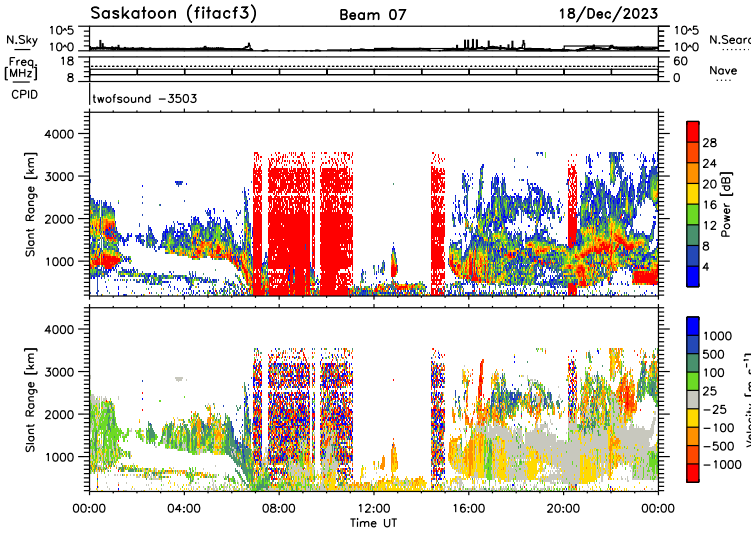 Saskatoon (fitacf3) Beam 07 18/Dec/2023
N.Sky 10^5 10^0 10^5 10^0 N.Sear
Freq. [MHz] 18 8 60 0 Nave
CPID twofsound -3503
Slant Range [km] 4000 3000 2000 1000
Power [dB] 28 24 20 16 12 8 4
Slant Range [km] 4000 3000 2000 1000
Velocity [m s^-1] 1000 500 100 25 -25 -100 -500 -1000
00:00 04:00 08:00 12:00 16:00 20:00 00:00
Time UT